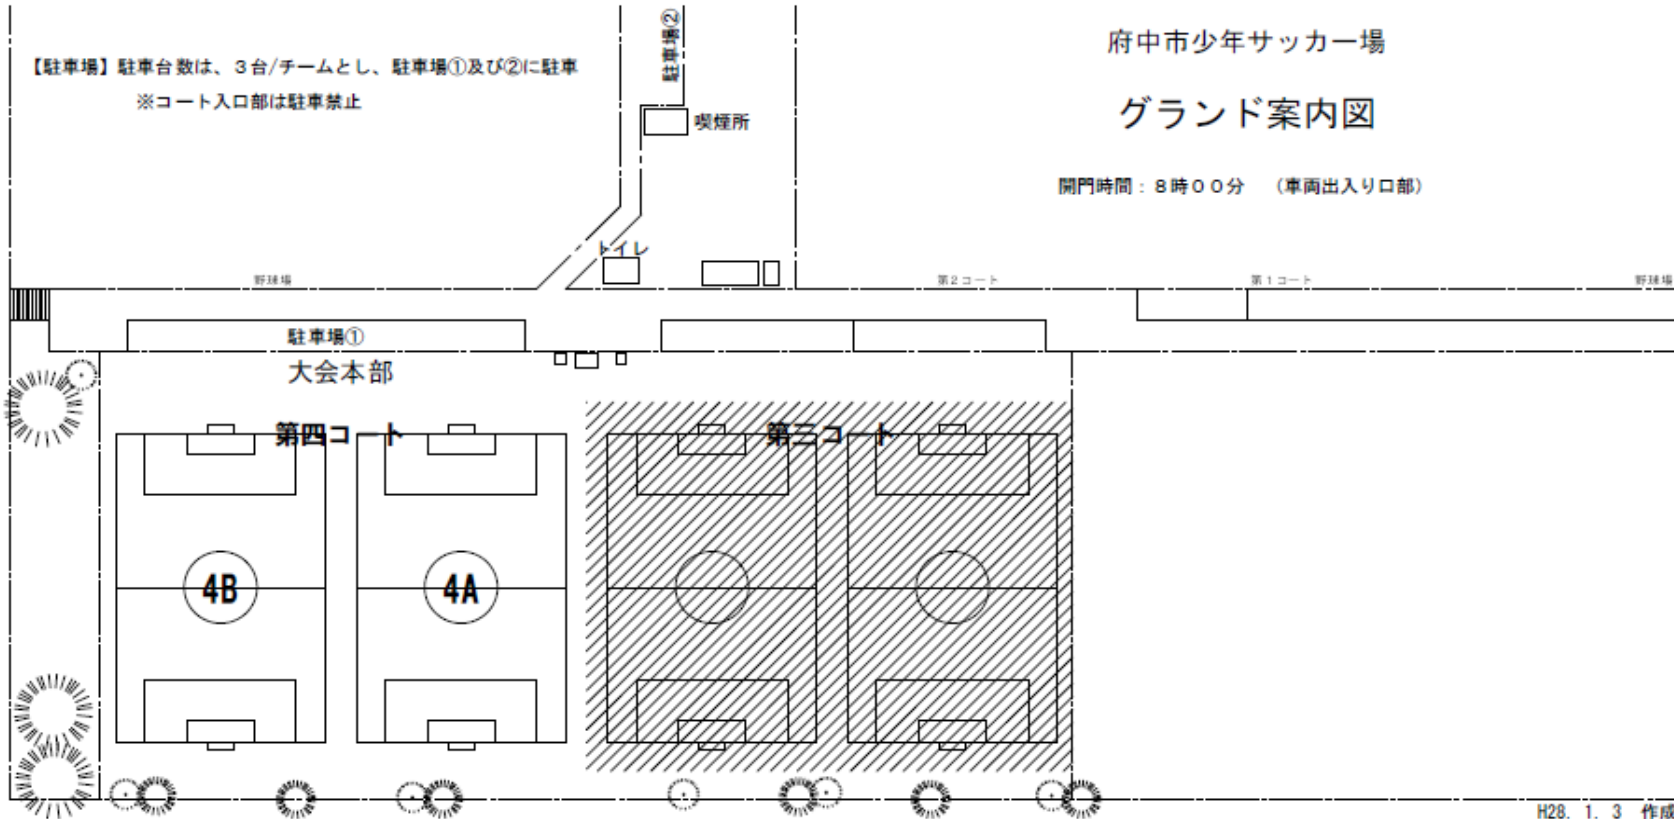 府中市少年サッカー場
グランド案内図
開門時間：８時００分　（車両出入り口部）
【駐車場】駐車台数は、３台/チームとし、駐車場①及び②に駐車
※コート入口部は駐車禁止
駐車場②
喫煙所
トイレ
野球場
第２コート
第１コート
野球場
駐車場①
大会本部
第四コート
第三コート
4B
4A
H28. 1. 3 作成